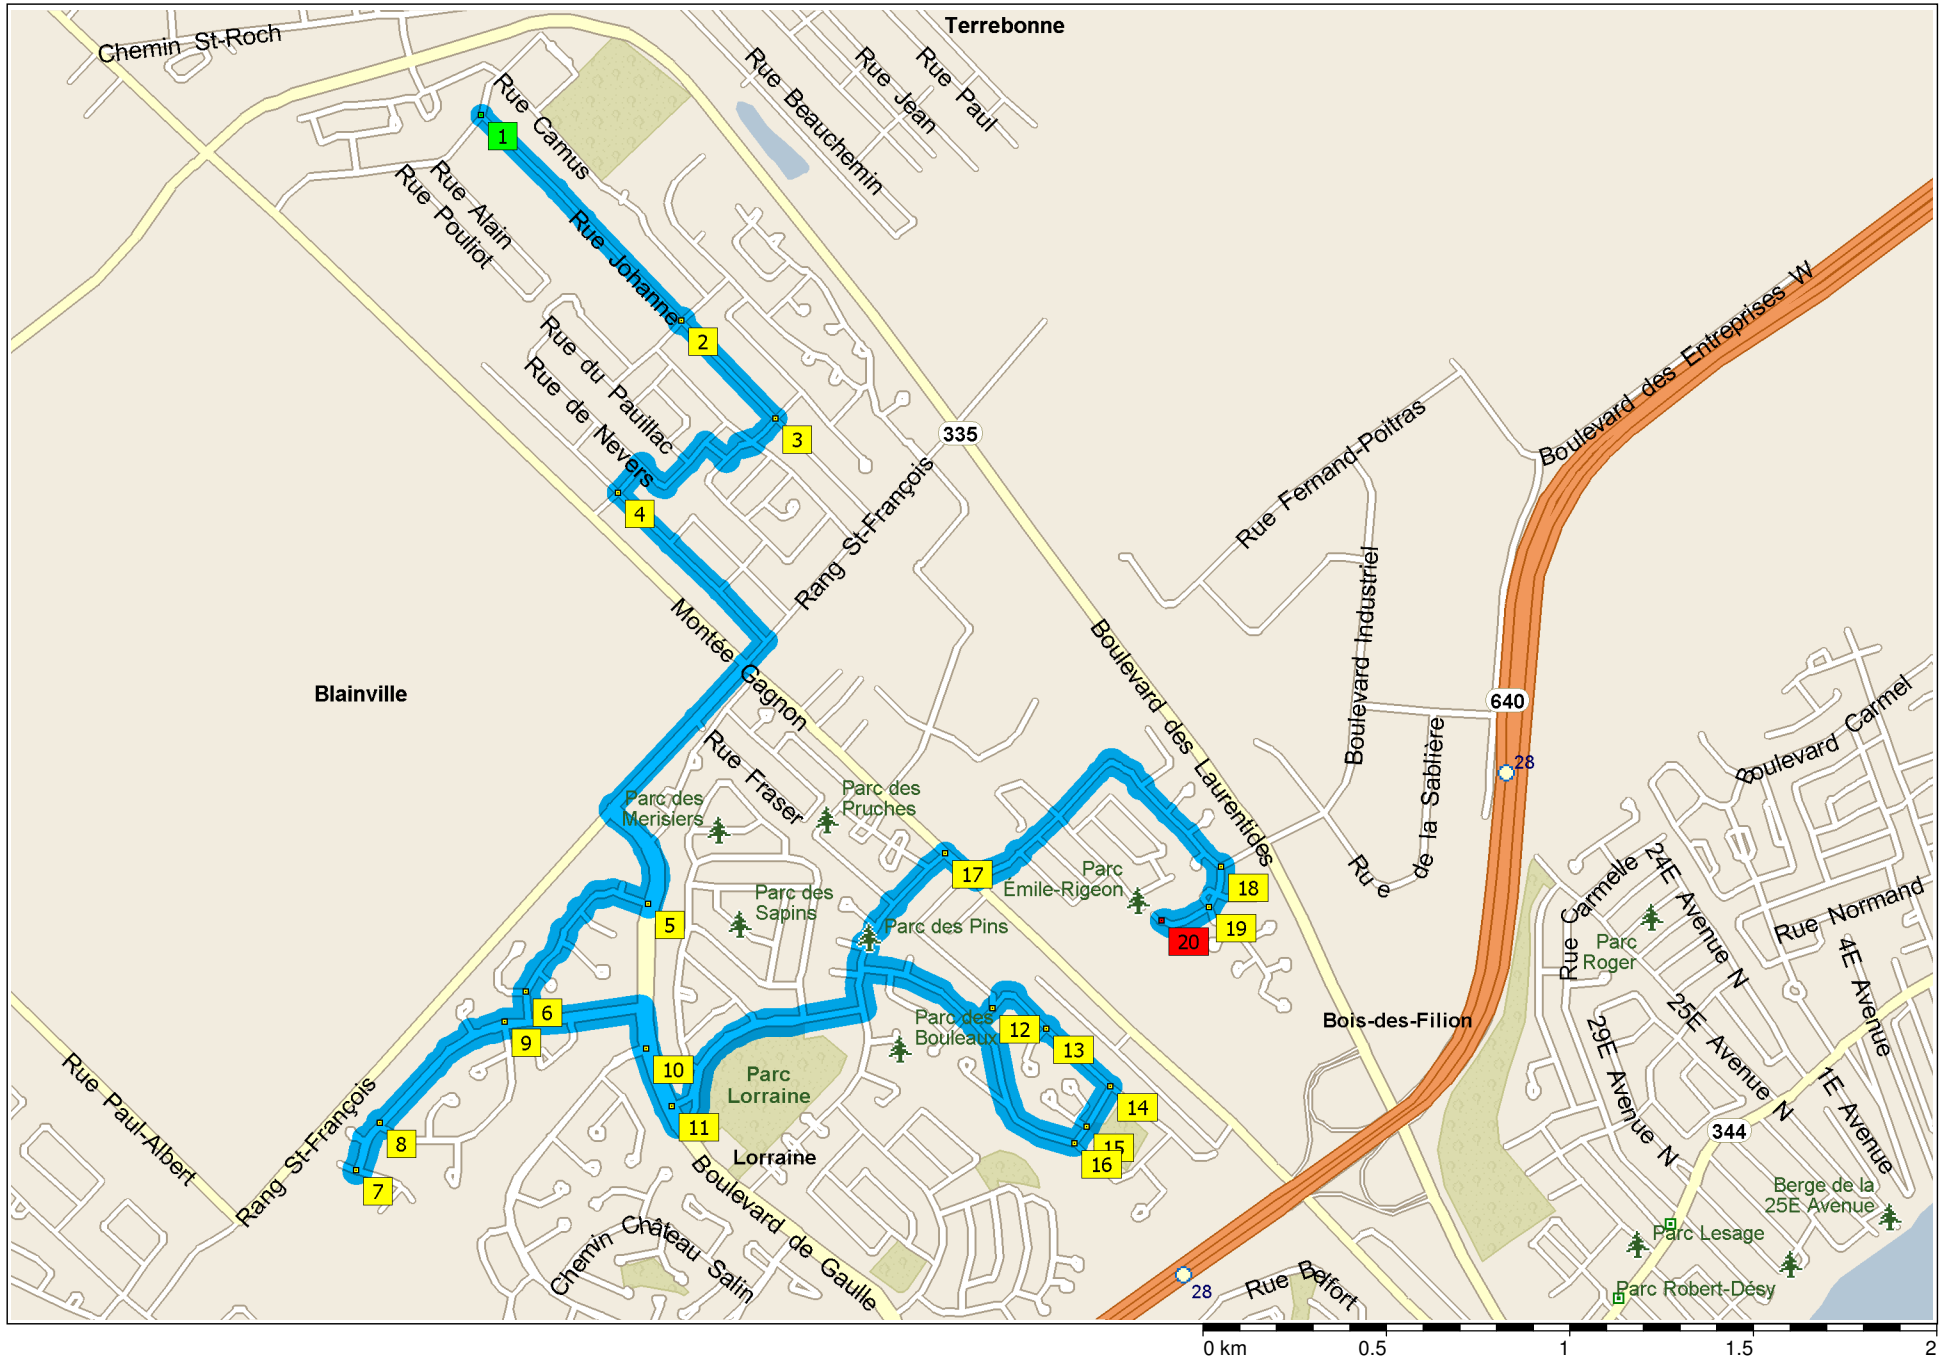 Terrebonne
Chemin St-Roch
Rue Camus
Rue Beauchemin
Rue Jean
Rue Paul
1
Rue Alain
Rue Pouliot
Rue Johanne
Boulevard des Entreprises W
2
Rue du Pauillac
Rue de Nevers
3
335
Rue Fernand-Poitras
4
Rang St-François
Boulevard Industriel
Montée Gagnon
Boulevard des Laurentides
Blainville
640
28
Boulevard Carmel
de la Sablière
Rue Fraser
Parc des
Merisiers
Parc des
Pruches
17
Parc
Émile-Rigeon
Rue
18
Parc des
Sapins
5
Parc des Pins
19
20
Rue Carmelle
24E Avenue N
Rue Normand
Parc
Roger
4E Avenue
6
9
Parc des
Bouleaux
12
13
Bois-des-Filion
25E Avenue N
29E Avenue N
10
Parc
Lorraine
14
11
15
16
1E Avenue
344
Rue Paul-Albert
Rang St-François
8
7
Lorraine
Boulevard de Gaulle
Chemin Château Salin
Berge de la
25E Avenue
Parc Lesage
Parc Robert-Désy
28
Rue Belfort
0 km 0.5 1 1.5 2